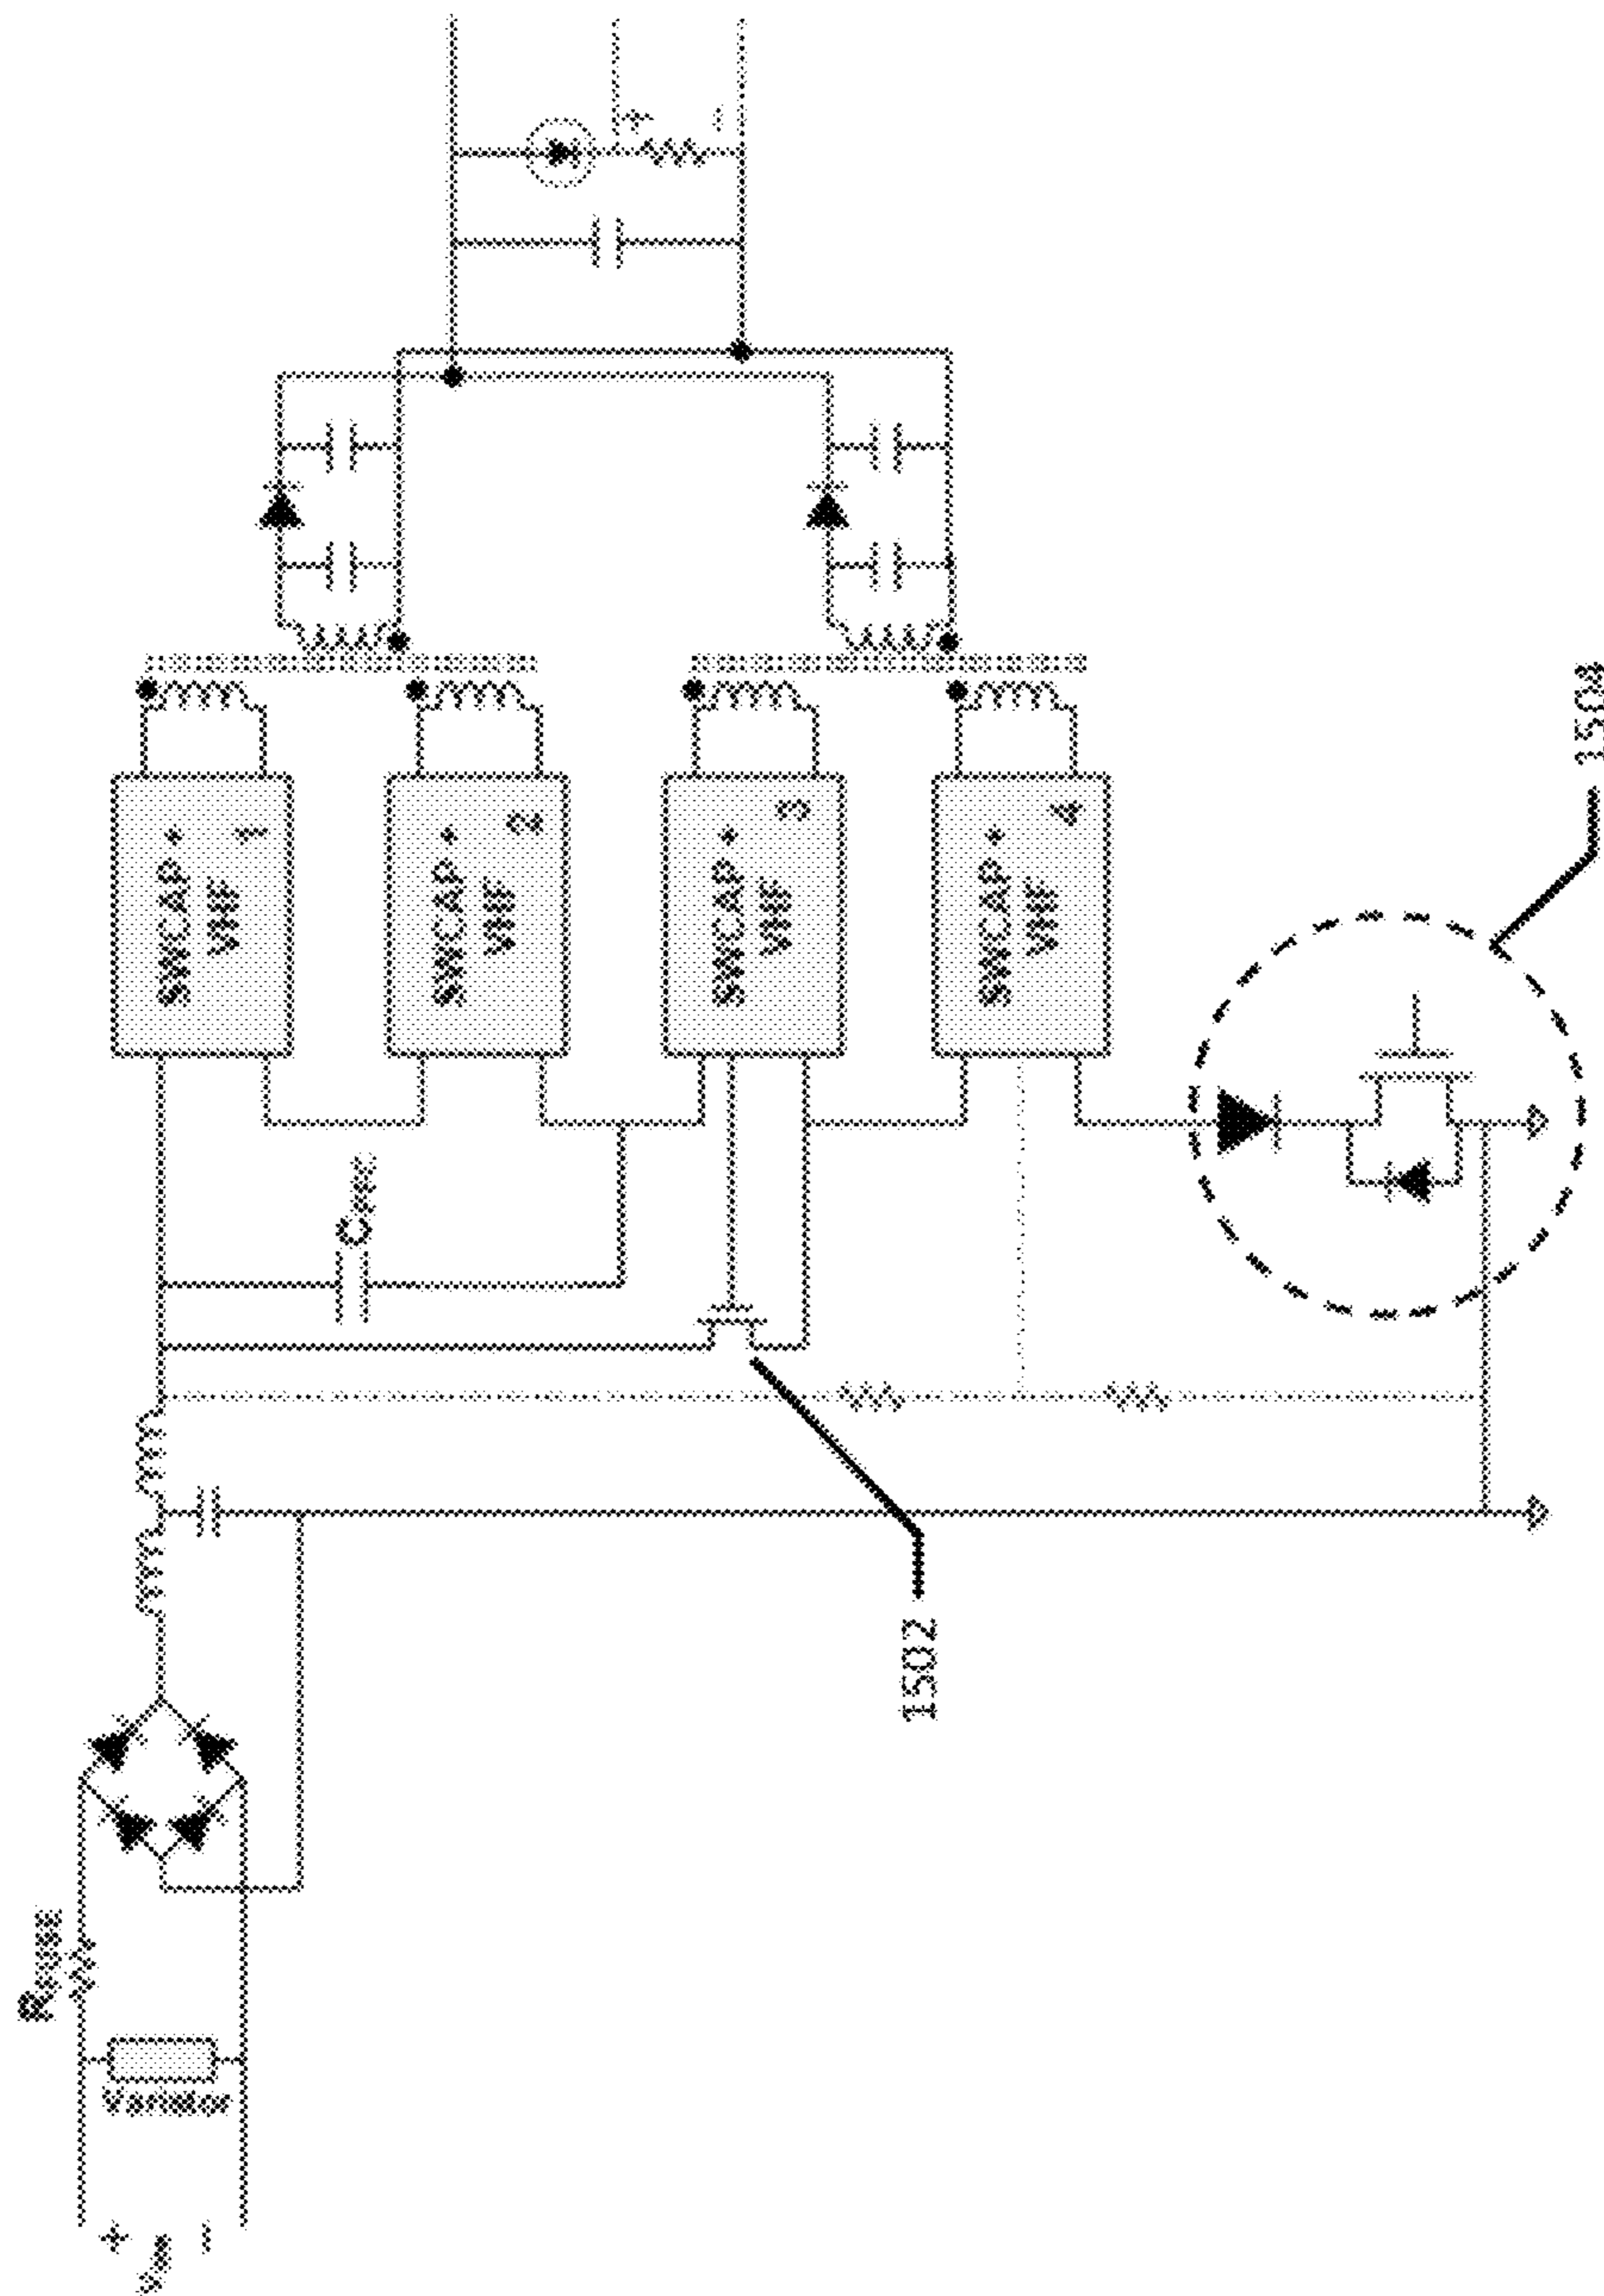 SWCAP +
VHF
1
SWCAP +
VHF
2
SWCAP +
VHF
3
SWCAP +
VHF
4
1504
1502
Varistor
+
−
+
−